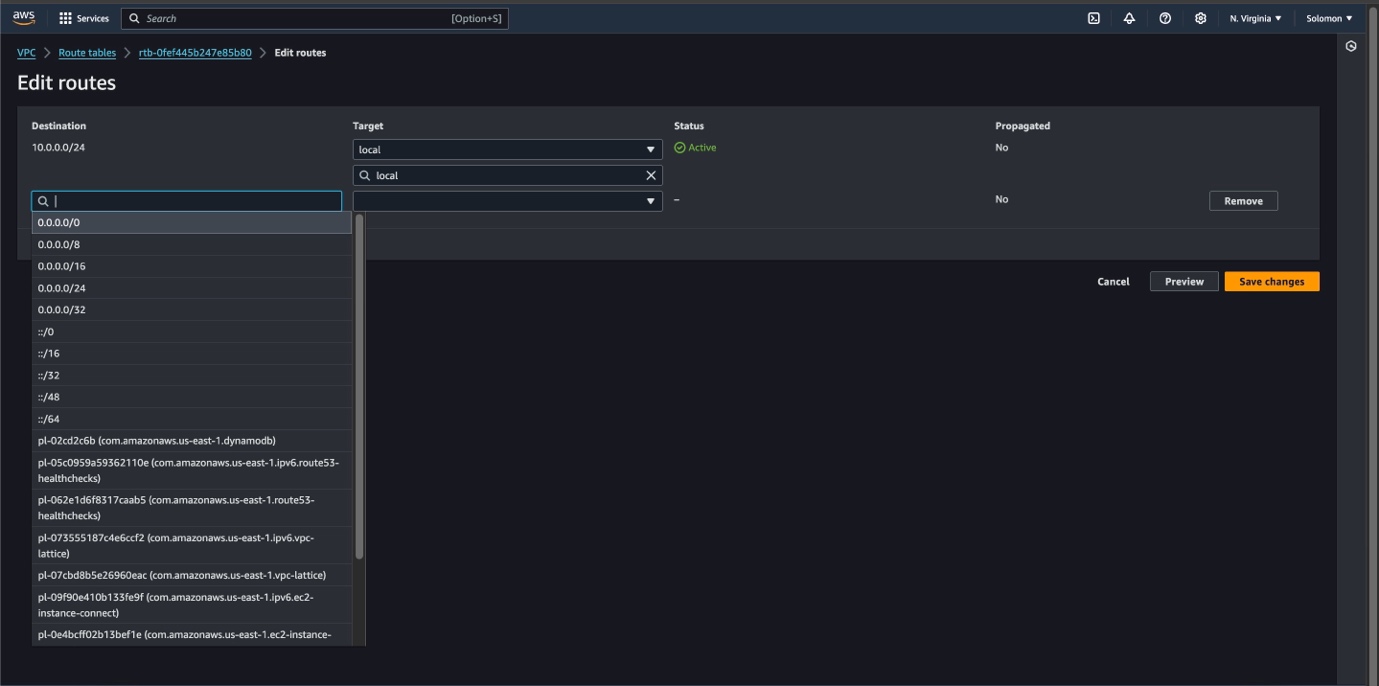 aws Services Search [Option+S] N. Virginia Solomon
VPC Route tables rtb-0fef445b247e85b80 Edit routes
Edit routes
Destination Target Status Propagated
10.0.0.0/24 local Active No
local
– No Remove
0.0.0.0/0
0.0.0.0/8
0.0.0.0/16
0.0.0.0/24
0.0.0.0/32
::/0
::/16
::/32
::/48
::/64
pl-02cd2c6b (com.amazonaws.us-east-1.dynamodb)
pl-05c0959a59362110e (com.amazonaws.us-east-1.ipv6.route53-
healthchecks)
pl-062e1d6f8317caab5 (com.amazonaws.us-east-1.route53-
healthchecks)
pl-073555187c4e6ccf2 (com.amazonaws.us-east-1.ipv6.vpc-
lattice)
pl-07cbd8b5e26960eac (com.amazonaws.us-east-1.vpc-lattice)
pl-09f90e410b133fe9f (com.amazonaws.us-east-1.ipv6.ec2-
instance-connect)
pl-0e4bcff02b13bef1e (com.amazonaws.us-east-1.ec2-instance-
Cancel Preview Save changes